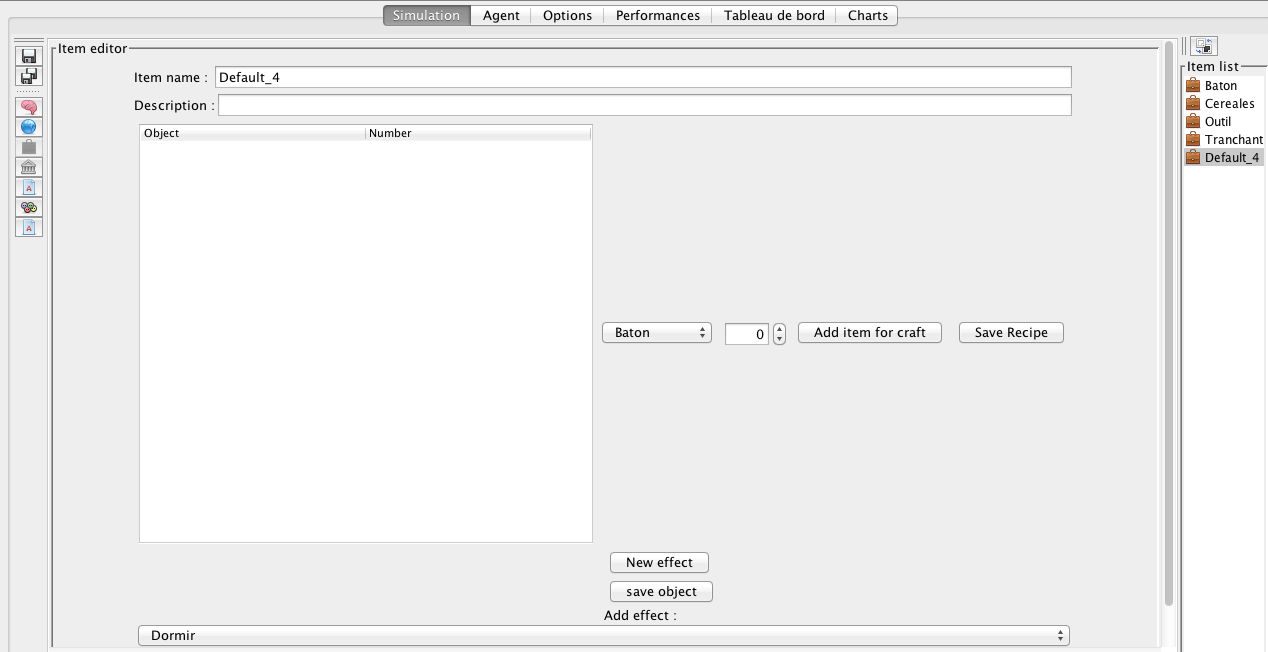 Simulation Agent Options Performances Tableau de bord Charts
Item editor
Item name : Default_4
Description :
Object Number
Baton 0 Add item for craft Save Recipe
New effect
save object
Add effect :
Dormir
Item list
Baton
Cereales
Outil
Tranchant
Default_4